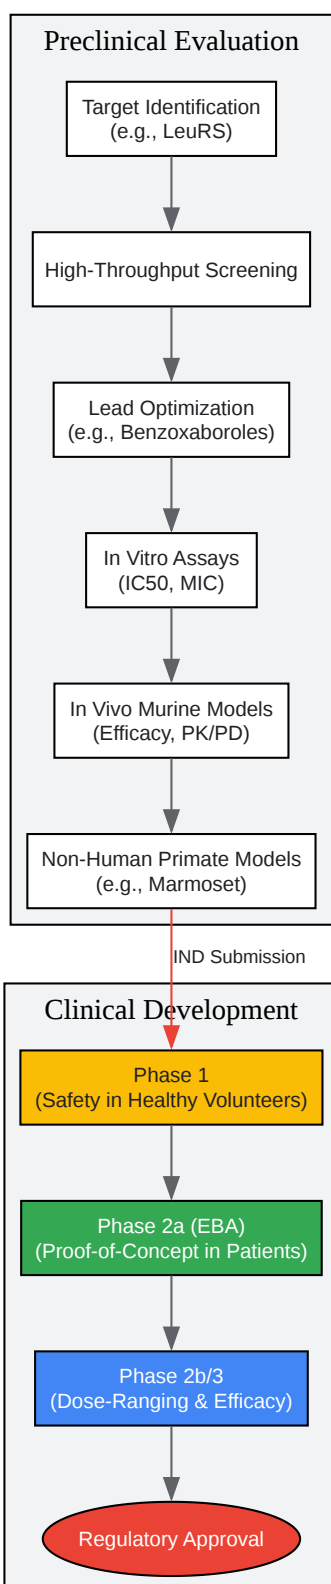 Preclinical Evaluation
Target Identification
(e.g., LeuRS)
High-Throughput Screening
Lead Optimization
(e.g., Benzoxaboroles)
In Vitro Assays
(IC50, MIC)
In Vivo Murine Models
(Efficacy, PK/PD)
Non-Human Primate Models
(e.g., Marmoset)
IND Submission
Clinical Development
Phase 1
(Safety in Healthy Volunteers)
Phase 2a (EBA)
(Proof-of-Concept in Patients)
Phase 2b/3
(Dose-Ranging & Efficacy)
Regulatory Approval